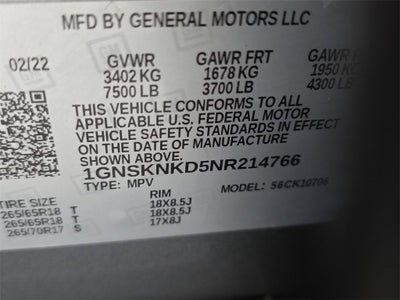 MFD BY GENERAL MOTORS LLC
02/22 GVWR GAWR FRT GAWR RR
3402 KG 1678 KG 1950 KG
7500 LB 3700 LB 4300 LB
THIS VEHICLE CONFORMS TO ALL
APPLICABLE U.S. FEDERAL MOTOR
VEHICLE SAFETY STANDARDS IN EFFECT
ON THE DATE OF MANUFACTURE
SHOWN ABOVE.
1GNSKNKD5NR214766
TYPE: MPV MODEL: CK10706
TIRE SIZE RIM
265/65R18 T 18X8.5J
265/65R18 T 18X8.5J
265/70R17 S 17X8J